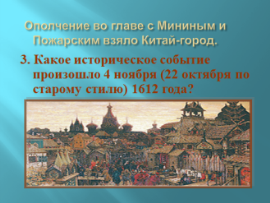 Ополчение во главе с Мининым и
Пожарским взяло Китай-город.
3. Какое историческое событие
произошло 4 ноября (22 октября по
старому стилю) 1612 года?